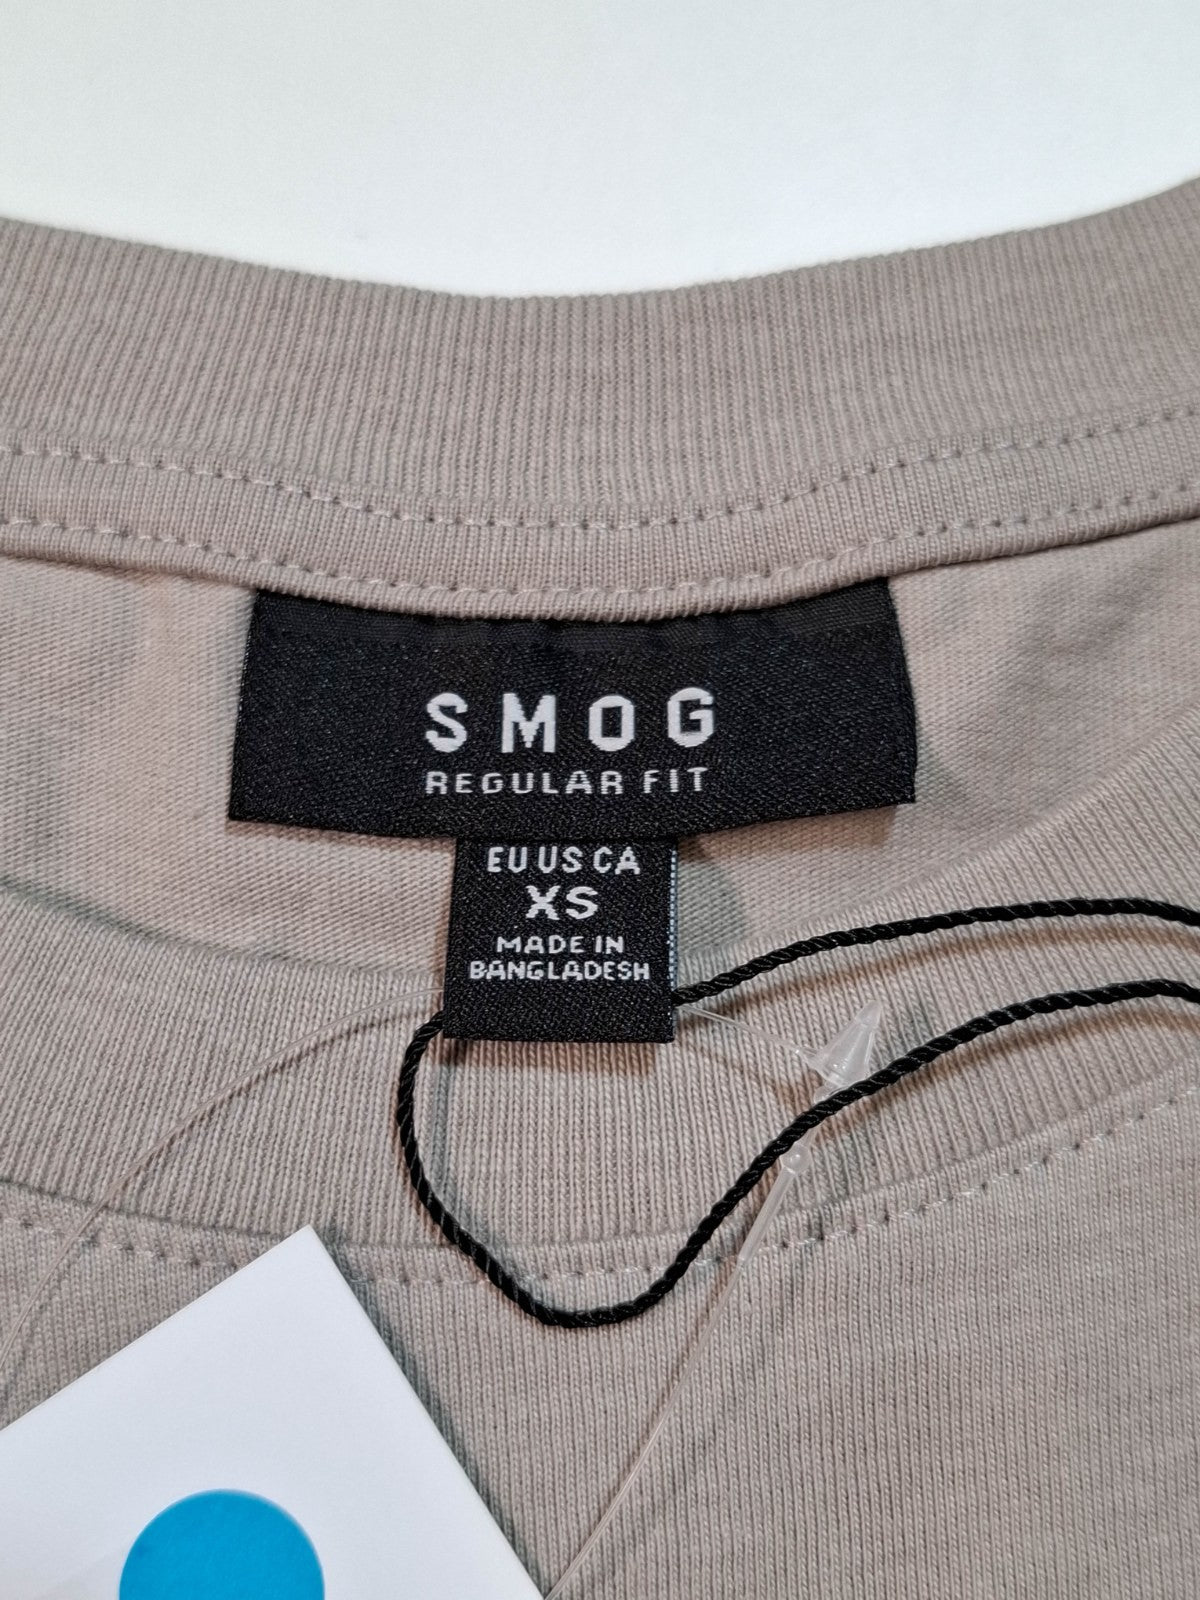 SMOG
REGULAR FIT
EU US CA
XS
MADE IN
BANGLADESH